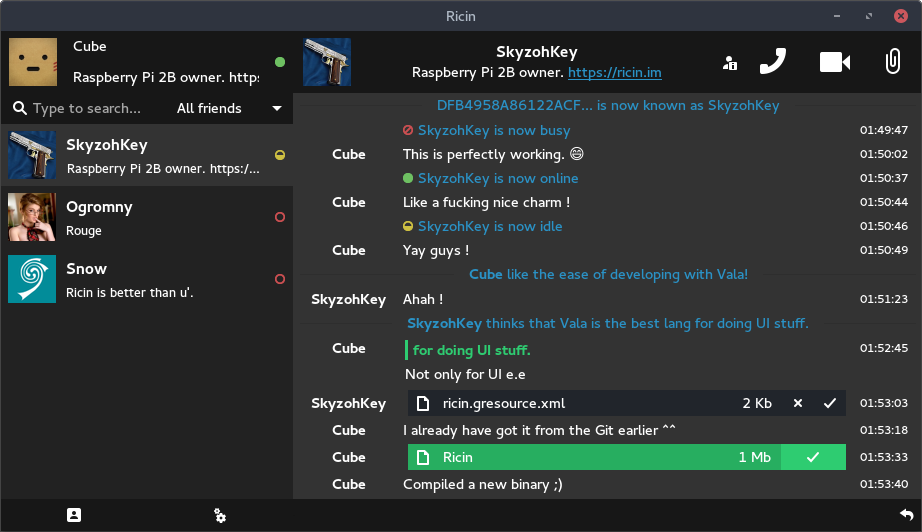 Ricin
Cube
Raspberry Pi 2B owner. https
Type to search...
All friends
SkyzohKey
Raspberry Pi 2B owner. https:/...
Ogromny
Rouge
Snow
Ricin is better than u'.
SkyzohKey
Raspberry Pi 2B owner. https://ricin.im
DFB4958A86122ACF... is now known as SkyzohKey
SkyzohKey is now busy 01:49:47
Cube This is perfectly working. 😄 01:50:02
SkyzohKey is now online 01:50:37
Cube Like a fucking nice charm ! 01:50:44
SkyzohKey is now idle 01:50:46
Cube Yay guys ! 01:50:49
Cube like the ease of developing with Vala!
SkyzohKey Ahah ! 01:51:23
SkyzohKey thinks that Vala is the best lang for doing UI stuff.
Cube for doing UI stuff. 01:52:45
Not only for UI e.e
SkyzohKey ricin.gresource.xml 2 Kb 01:53:03
Cube I already have got it from the Git earlier ^^ 01:53:18
Cube Ricin 1 Mb 01:53:33
Cube Compiled a new binary ;) 01:53:40